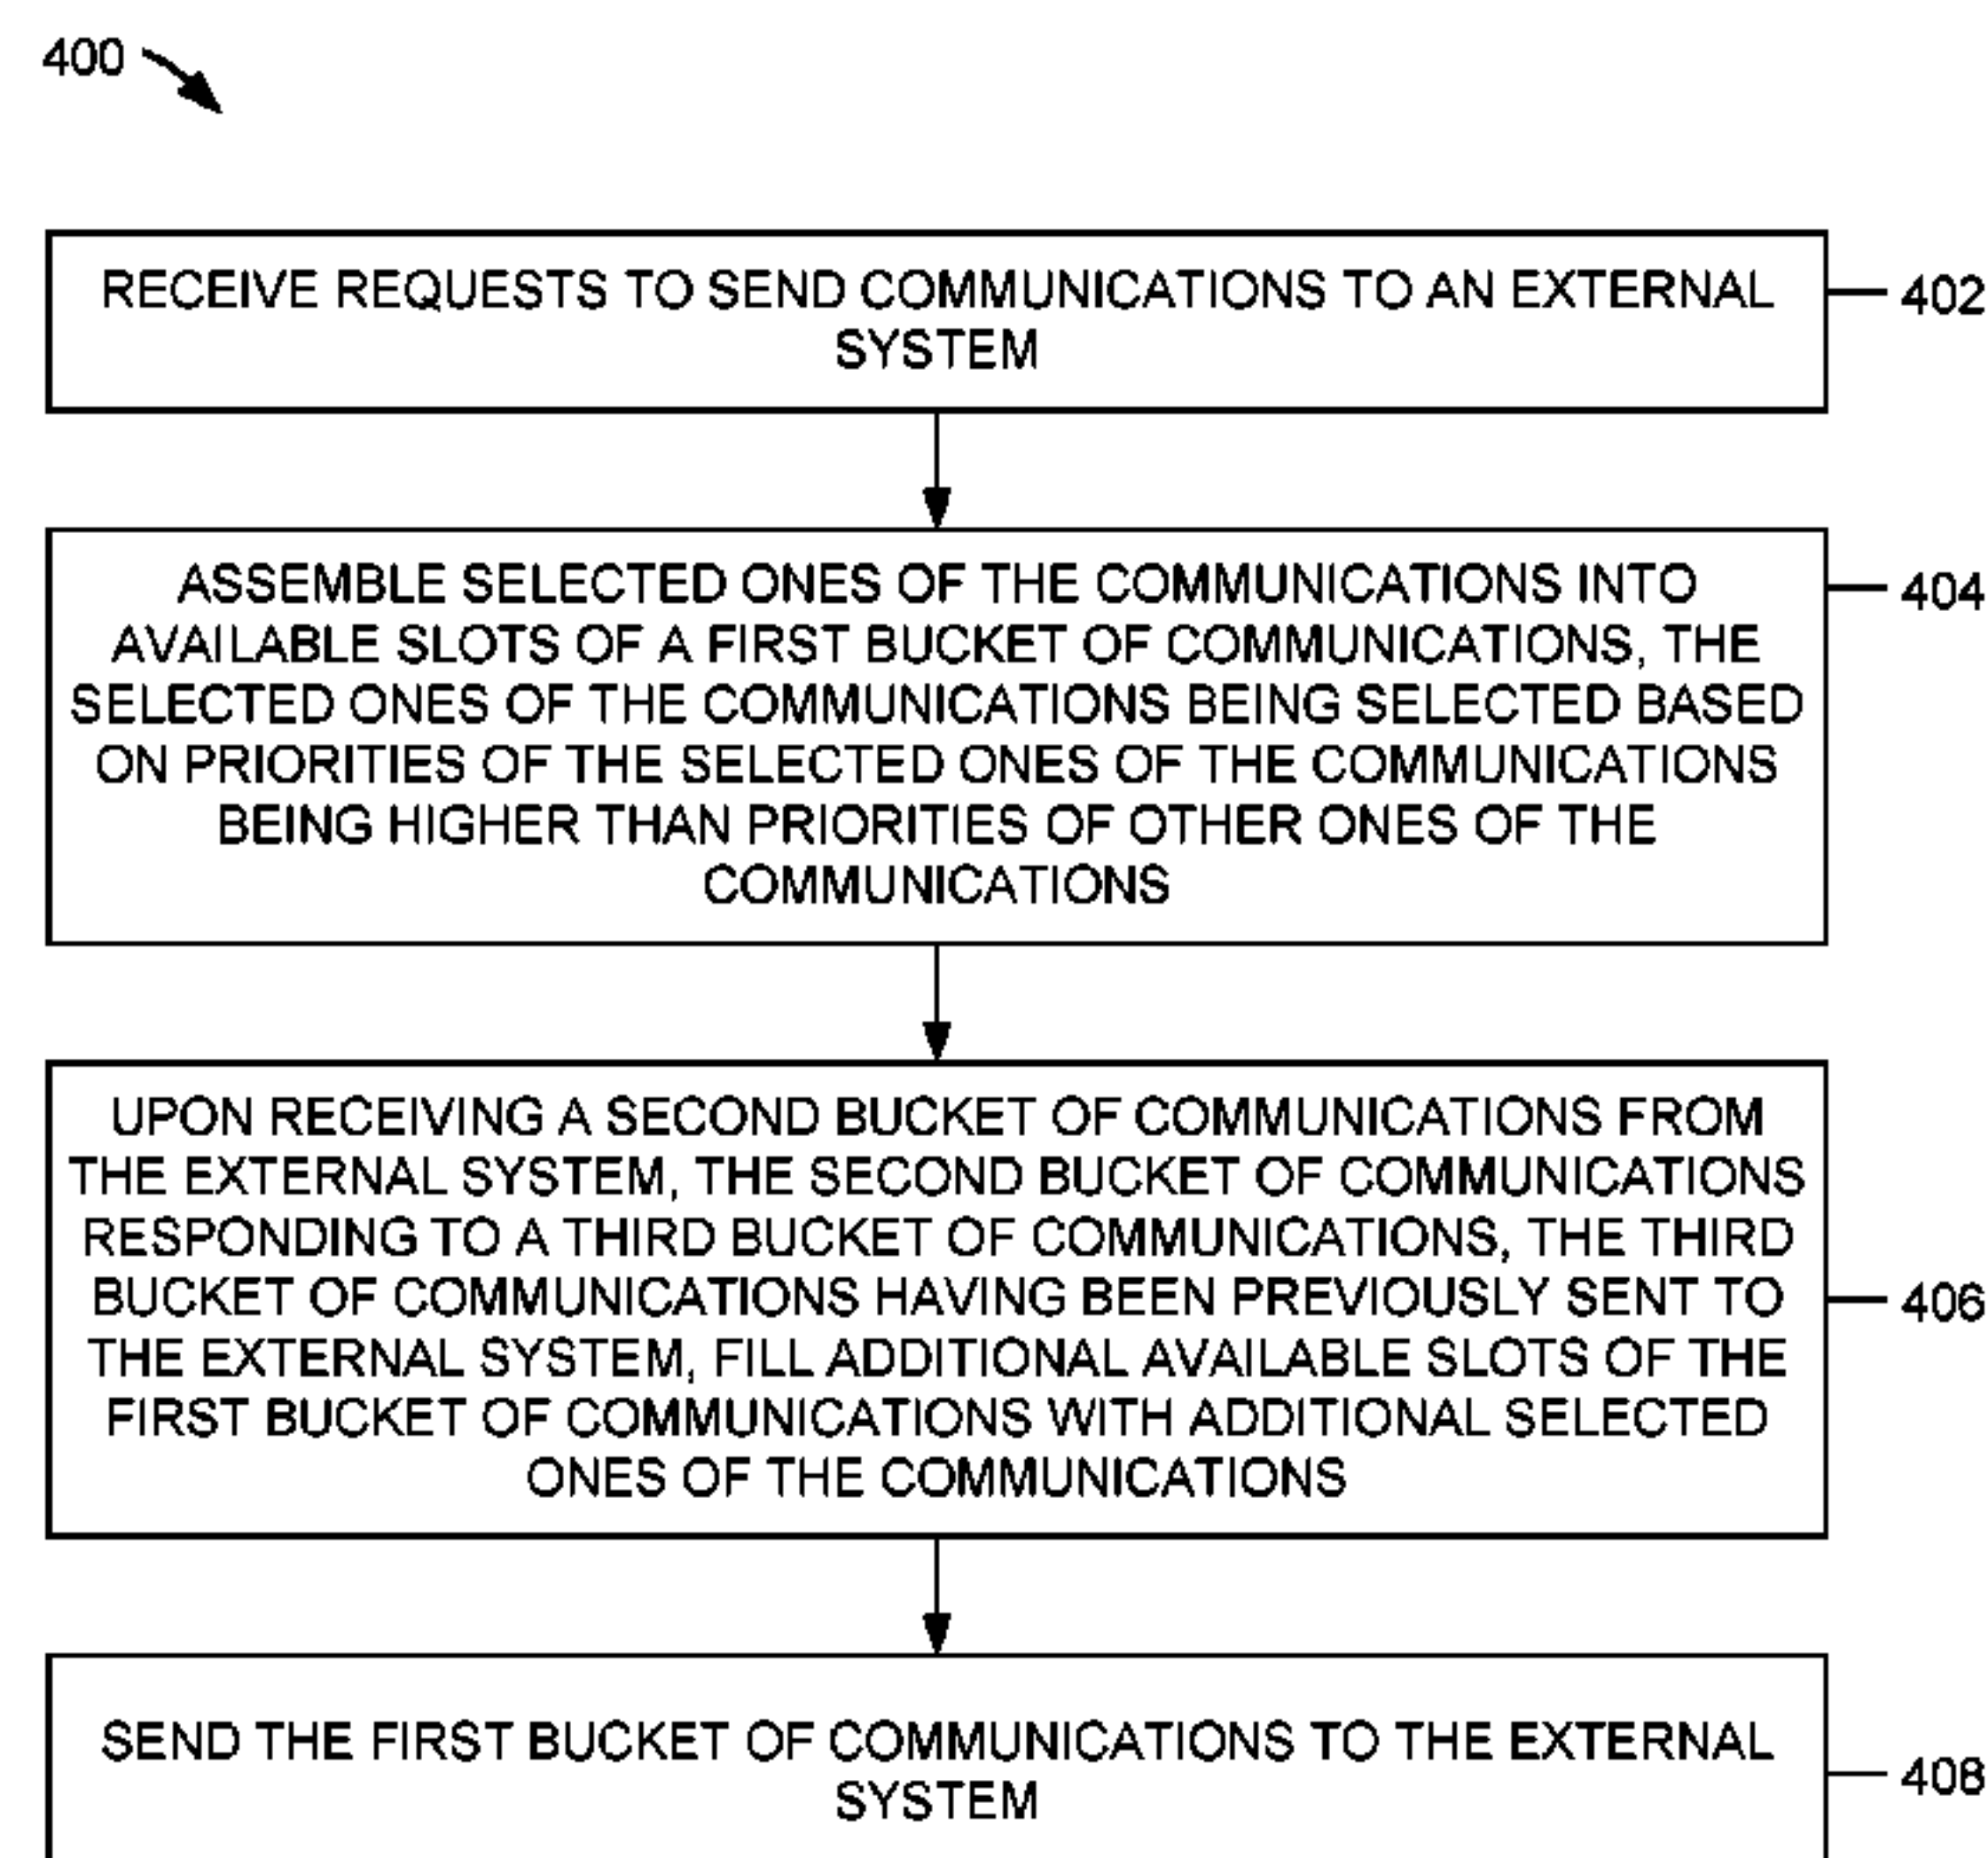 400
RECEIVE REQUESTS TO SEND COMMUNICATIONS TO AN EXTERNAL
SYSTEM
402
ASSEMBLE SELECTED ONES OF THE COMMUNICATIONS INTO
AVAILABLE SLOTS OF A FIRST BUCKET OF COMMUNICATIONS, THE
SELECTED ONES OF THE COMMUNICATIONS BEING SELECTED BASED
ON PRIORITIES OF THE SELECTED ONES OF THE COMMUNICATIONS
BEING HIGHER THAN PRIORITIES OF OTHER ONES OF THE
COMMUNICATIONS
404
UPON RECEIVING A SECOND BUCKET OF COMMUNICATIONS FROM
THE EXTERNAL SYSTEM, THE SECOND BUCKET OF COMMUNICATIONS
RESPONDING TO A THIRD BUCKET OF COMMUNICATIONS, THE THIRD
BUCKET OF COMMUNICATIONS HAVING BEEN PREVIOUSLY SENT TO
THE EXTERNAL SYSTEM, FILL ADDITIONAL AVAILABLE SLOTS OF THE
FIRST BUCKET OF COMMUNICATIONS WITH ADDITIONAL SELECTED
ONES OF THE COMMUNICATIONS
406
SEND THE FIRST BUCKET OF COMMUNICATIONS TO THE EXTERNAL
SYSTEM
408